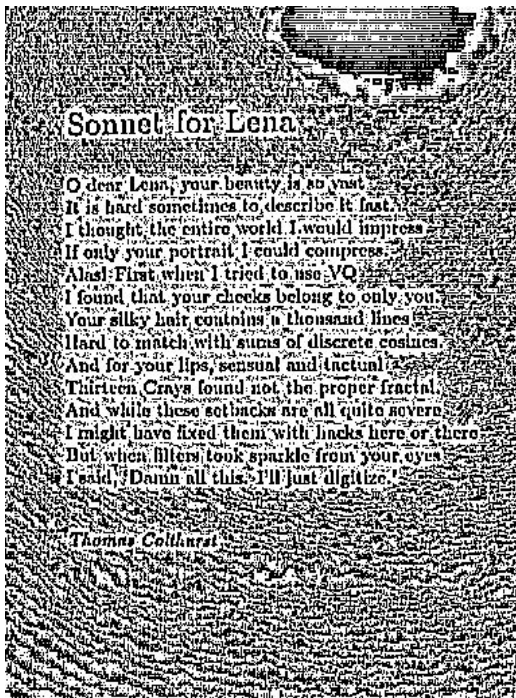 Sonnet for Lena
O dear Lena, your beauty is so vast
It is hard sometimes to describe it fast.
I thought the entire world I would impress
If only your portrait I could compress.
Alas! First when I tried to use VQ
I found that your cheeks belong to only you.
Your silky hair contains a thousand lines
Hard to match with sums of discrete cosines.
And for your lips, sensual and tactual
Thirteen Crays found not the proper fractal.
And while these setbacks are all quite severe
I might have fixed them with hacks here or there
But when filters took sparkle from your eyes
I said, 'Damn all this. I'll just digitize.'
Thomas Colthurst